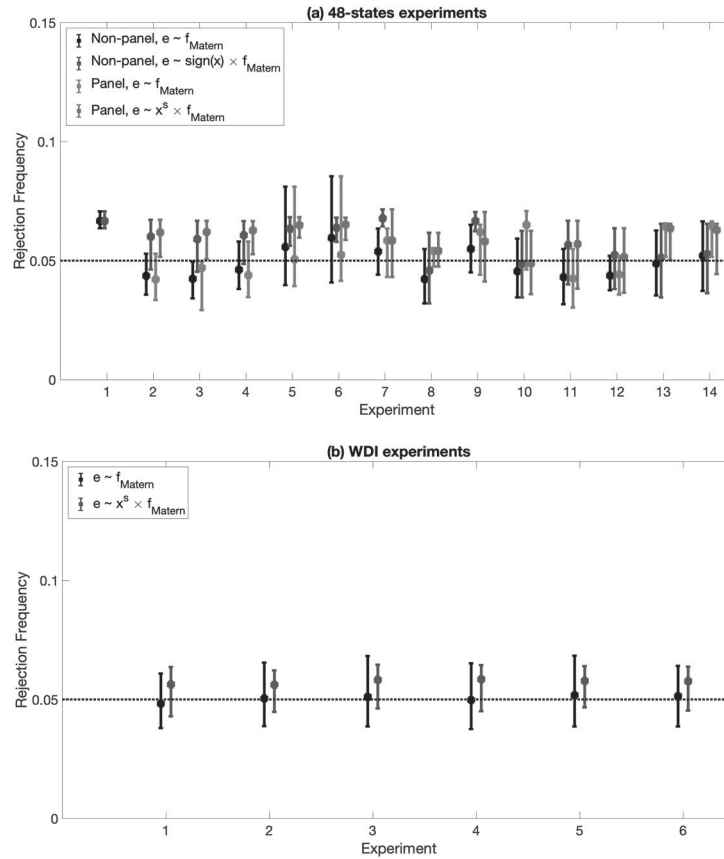 (a) 48-states experiments
0.15
Non-panel, e ~ f_Matern
Non-panel, e ~ sign(x) × f_Matern
Panel, e ~ f_Matern
Panel, e ~ x^s × f_Matern
0.1
Rejection Frequency
0.05
0
1 2 3 4 5 6 7 8 9 10 11 12 13 14
Experiment
(b) WDI experiments
0.15
e ~ f_Matern
e ~ x^s × f_Matern
0.1
Rejection Frequency
0.05
0
1 2 3 4 5 6
Experiment